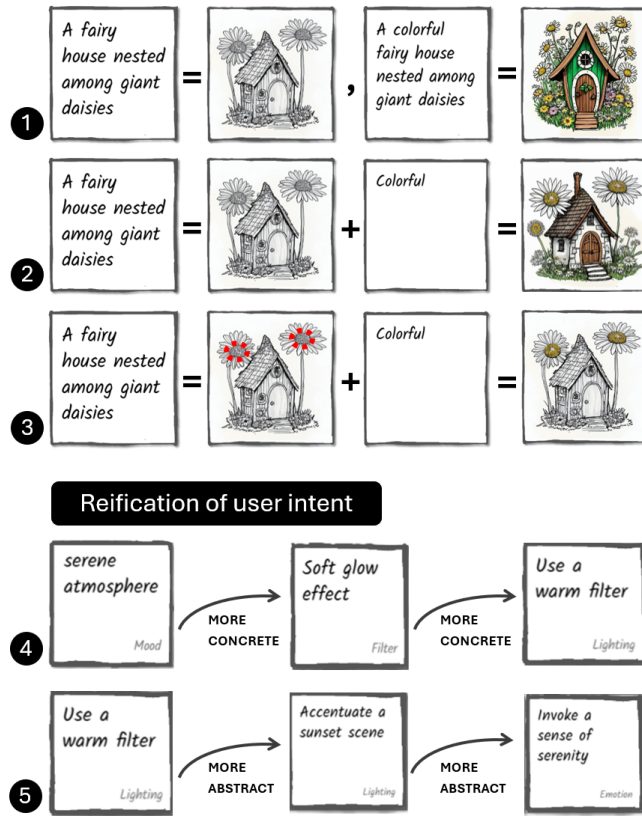 A fairy
house nested
among giant
daisies
=
,
A colorful
fairy house
nested among
giant daisies
=
1
A fairy
house nested
among giant
daisies
=
+
Colorful
=
2
A fairy
house nested
among giant
daisies
=
+
Colorful
=
3
Reification of user intent
serene
atmosphere
Mood
MORE
CONCRETE
Soft glow
effect
Filter
MORE
CONCRETE
Use a
warm filter
Lighting
4
Use a
warm filter
Lighting
MORE
ABSTRACT
Accentuate a
sunset scene
Lighting
MORE
ABSTRACT
Invoke a
sense of
serenity
Emotion
5